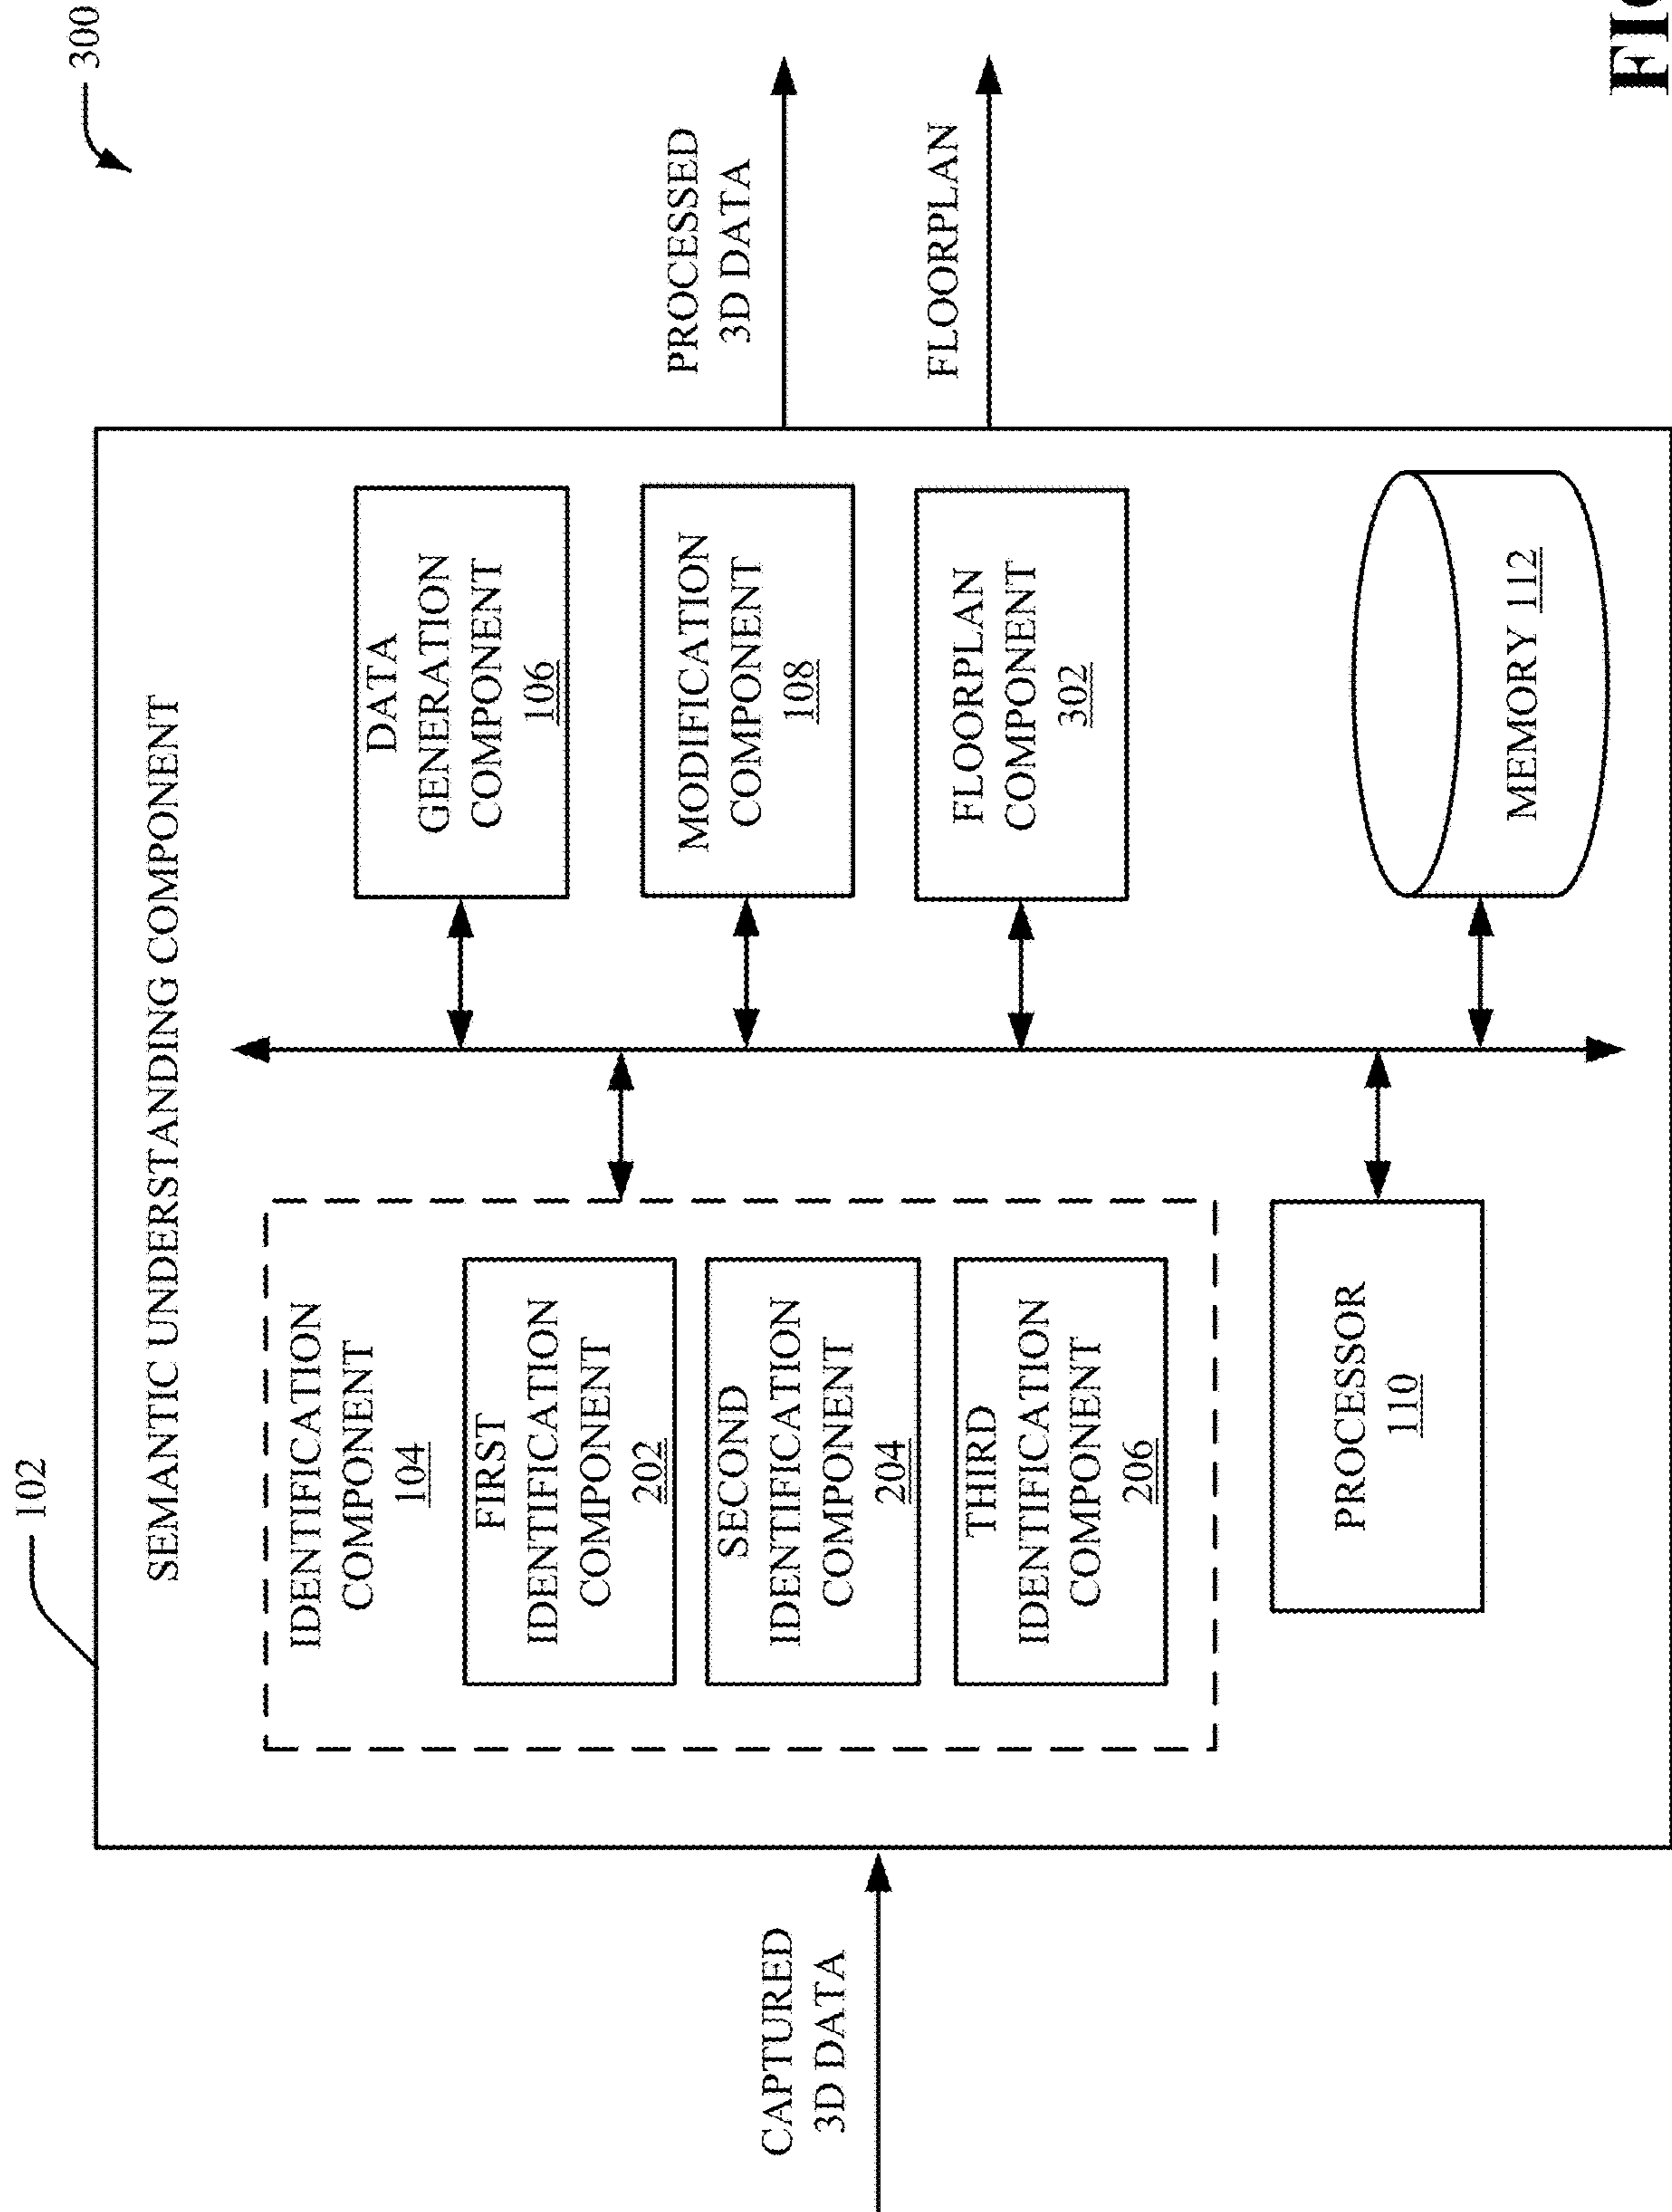 300
102
SEMANTIC UNDERSTANDING COMPONENT
CAPTURED
3D DATA
IDENTIFICATION
COMPONENT
104
FIRST
IDENTIFICATION
COMPONENT
202
SECOND
IDENTIFICATION
COMPONENT
204
THIRD
IDENTIFICATION
COMPONENT
206
PROCESSOR
110
DATA
GENERATION
COMPONENT
106
MODIFICATION
COMPONENT
108
FLOORPLAN
COMPONENT
302
MEMORY 112
PROCESSED
3D DATA
FLOORPLAN